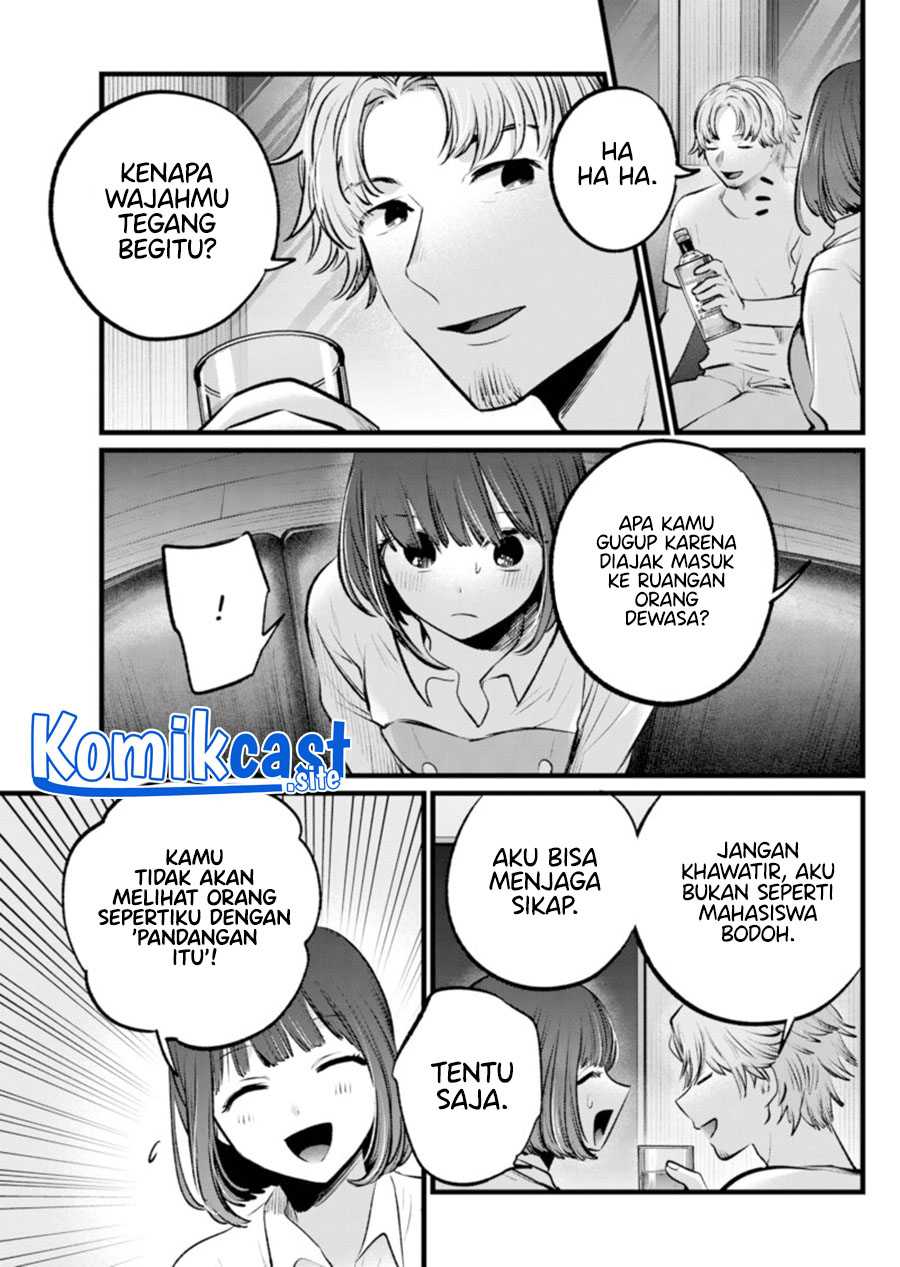 HA
HA HA.
KENAPA
WAJAHMU
TEGANG
BEGITU?
APA KAMU
GUGUP KARENA
DIAJAK MASUK
KE RUANGAN
ORANG
DEWASA?
!
Komikcast
.site
JANGAN
KHAWATIR, AKU
BUKAN SEPERTI
MAHASISWA
BODOH.
AKU BISA
MENJAGA
SIKAP.
TENTU
SAJA.
KAMU
TIDAK AKAN
MELIHAT ORANG
SEPERTIKU DENGAN
'PANDANGAN
ITU'!